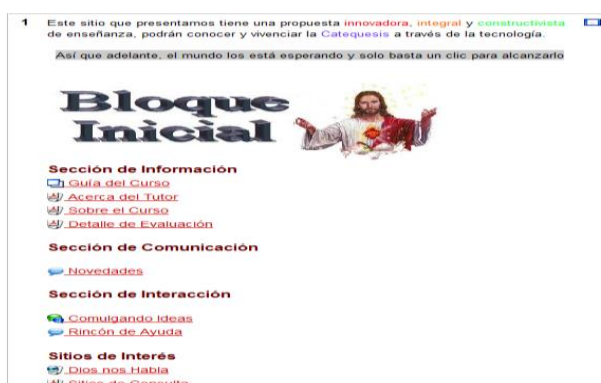 1 Este sitio que presentamos tiene una propuesta innovadora, integral y constructivista
de enseñanza, podrán conocer y vivenciar la Catequesis a través de la tecnología.
Así que adelante, el mundo los está esperando y solo basta un clic para alcanzarlo
Bloque
Inicial
Sección de Información
Guía del Curso
Acerca del Tutor
Sobre el Curso
Detalle de Evaluación
Sección de Comunicación
Novedades
Sección de Interacción
Comulgando Ideas
Rincón de Ayuda
Sitios de Interés
Dios nos Habla
Sitios de Consulta